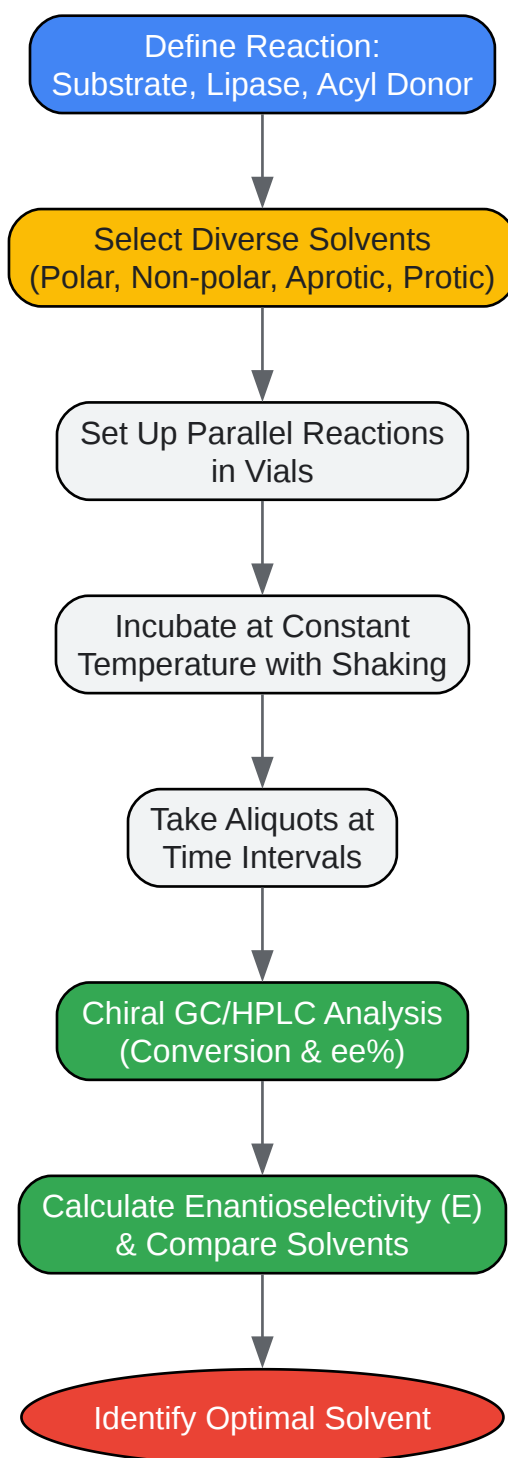 Define Reaction:
Substrate, Lipase, Acyl Donor
Select Diverse Solvents
(Polar, Non-polar, Aprotic, Protic)
Set Up Parallel Reactions
in Vials
Incubate at Constant
Temperature with Shaking
Take Aliquots at
Time Intervals
Chiral GC/HPLC Analysis
(Conversion & ee%)
Calculate Enantioselectivity (E)
& Compare Solvents
Identify Optimal Solvent